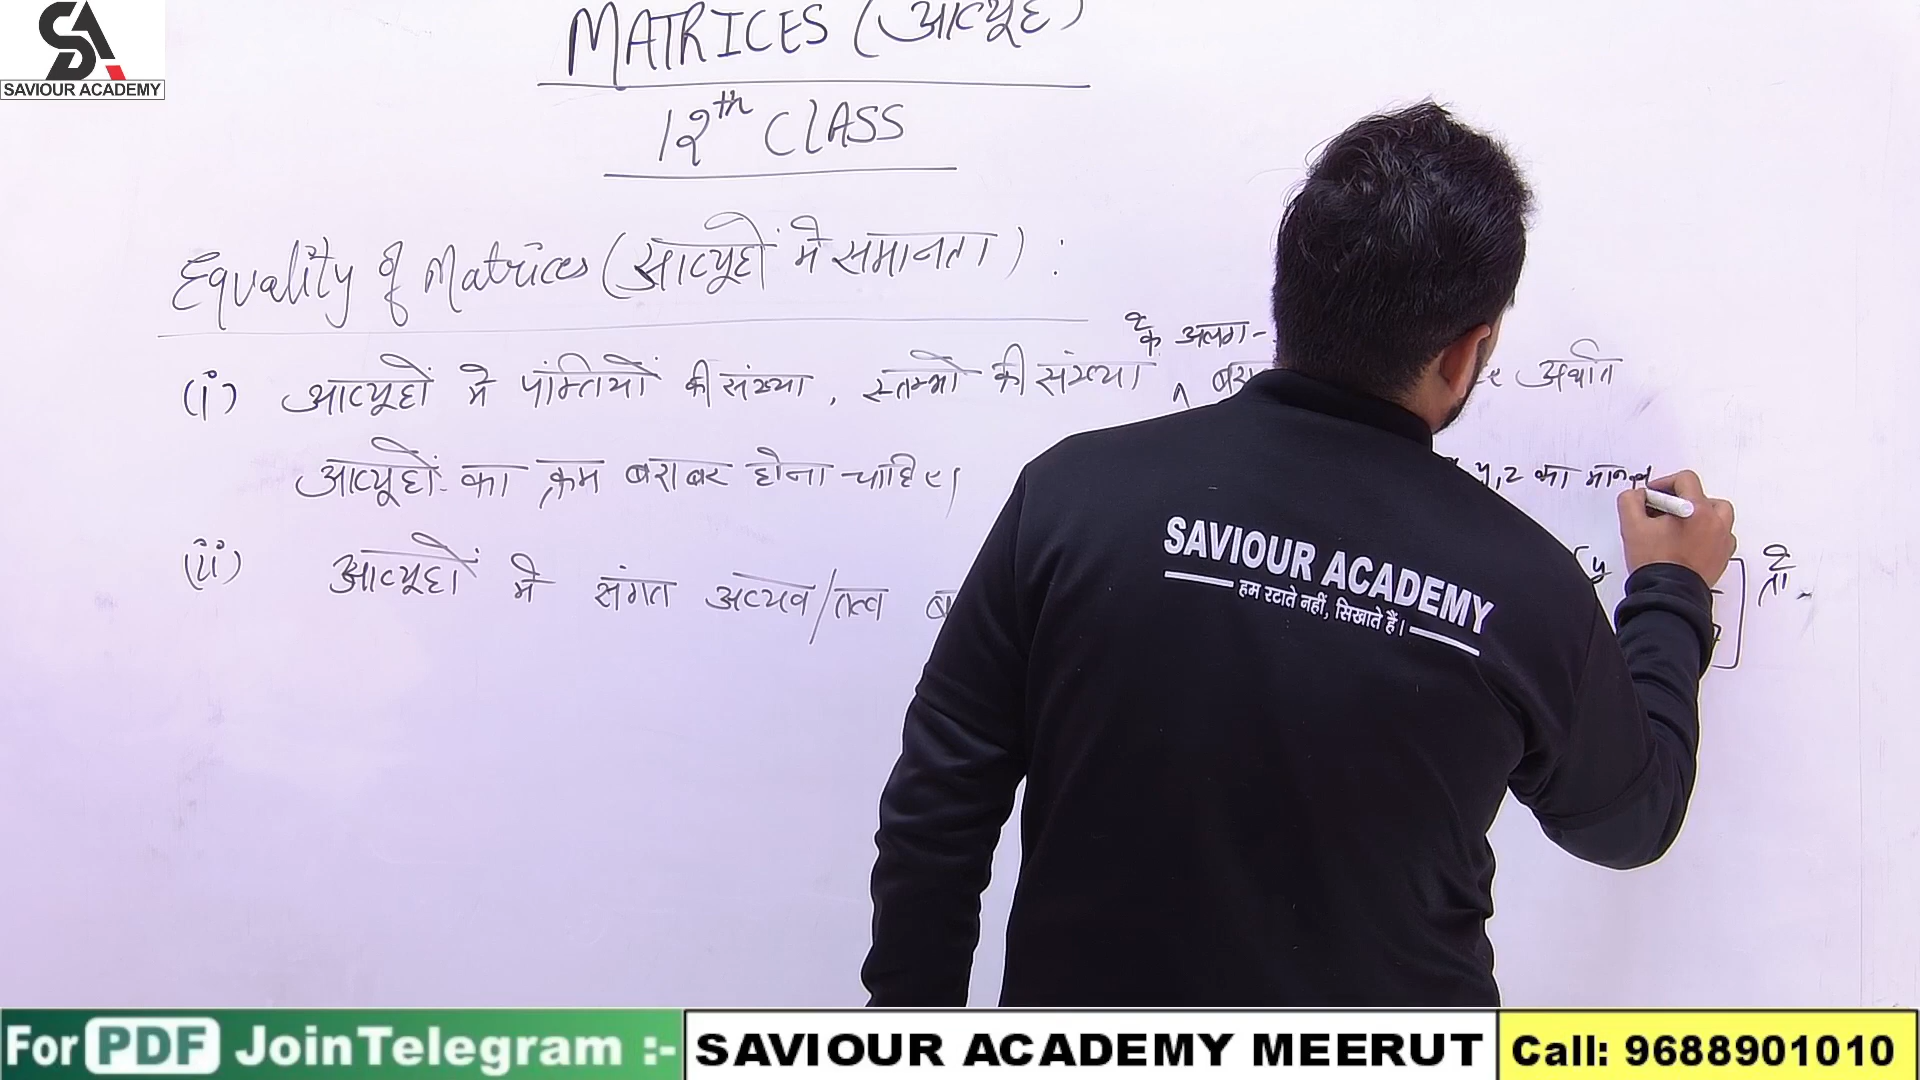 SA
SAVIOUR ACADEMY
MATRICES (आव्यूह)
12th CLASS
Equality of Matrices (आव्यूहों में समानता) :
के अलग-
(i) आव्यूहों में पंक्तियों की संख्या , स्तम्भों की संख्या अर्थात
आव्यूहों का क्रम बराबर होना चाहिए।
y, z का मान
(ii) आव्यूहों में संगत अव्यव/तत्व
y
तो
SAVIOUR ACADEMY
हम रटाते नहीं, सिखाते हैं।
For PDF Join Telegram :- SAVIOUR ACADEMY MEERUT Call: 9688901010